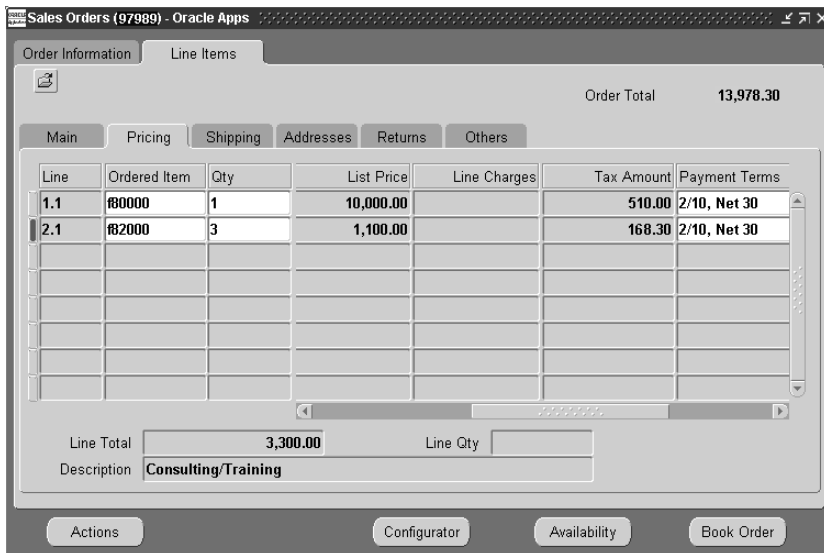 Sales Orders (97989) - Oracle Apps
Order Information Line Items
Order Total 13,978.30
Main Pricing Shipping Addresses Returns Others
Line Ordered Item Qty List Price Line Charges Tax Amount Payment Terms
1.1 f80000 1 10,000.00 510.00 2/10, Net 30
2.1 f82000 3 1,100.00 168.30 2/10, Net 30
Line Total 3,300.00 Line Qty
Description Consulting/Training
Actions Configurator Availability Book Order